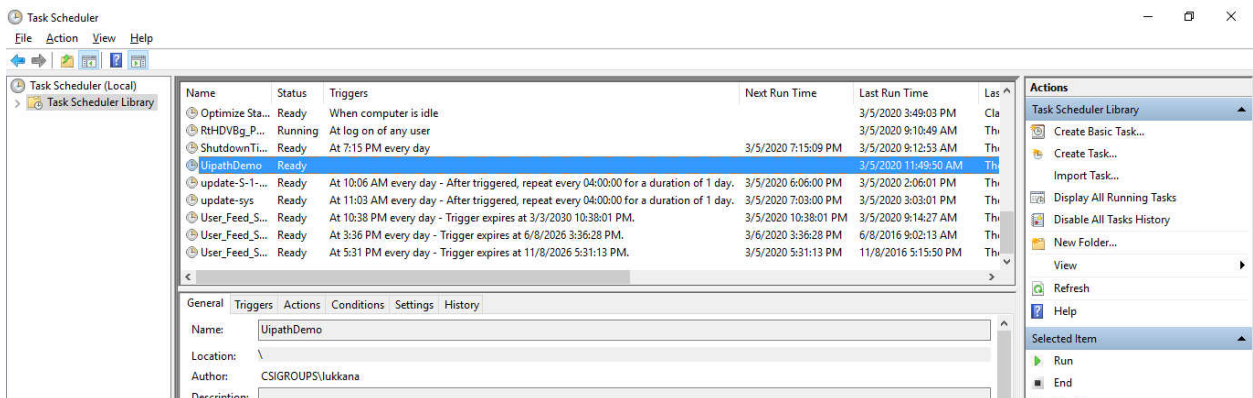 Task Scheduler
File Action View Help
Task Scheduler (Local)
Task Scheduler Library
Name Status Triggers Next Run Time Last Run Time Las
Optimize Sta... Ready When computer is idle 3/5/2020 3:49:03 PM Cla
RtHDVBg_P... Running At log on of any user 3/5/2020 9:10:49 AM The
ShutdownTi... Ready At 7:15 PM every day 3/5/2020 7:15:09 PM 3/5/2020 9:12:53 AM The
UipathDemo Ready 3/5/2020 11:49:50 AM The
update-S-1-... Ready At 10:06 AM every day - After triggered, repeat every 04:00:00 for a duration of 1 day. 3/5/2020 6:06:00 PM 3/5/2020 2:06:01 PM The
update-sys Ready At 11:03 AM every day - After triggered, repeat every 04:00:00 for a duration of 1 day. 3/5/2020 7:03:00 PM 3/5/2020 3:03:01 PM The
User_Feed_S... Ready At 10:38 PM every day - Trigger expires at 3/3/2030 10:38:01 PM. 3/5/2020 10:38:01 PM 3/5/2020 9:14:27 AM The
User_Feed_S... Ready At 3:36 PM every day - Trigger expires at 6/8/2026 3:36:28 PM. 3/6/2020 3:36:28 PM 6/8/2016 9:02:13 AM The
User_Feed_S... Ready At 5:31 PM every day - Trigger expires at 11/8/2026 5:31:13 PM. 3/5/2020 5:31:13 PM 11/8/2016 5:15:50 PM The
General Triggers Actions Conditions Settings History
Name: UipathDemo
Location: \
Author: CSIGROUPS\lukkana
Description:
Actions
Task Scheduler Library
Create Basic Task...
Create Task...
Import Task...
Display All Running Tasks
Disable All Tasks History
New Folder...
View
Refresh
Help
Selected Item
Run
End